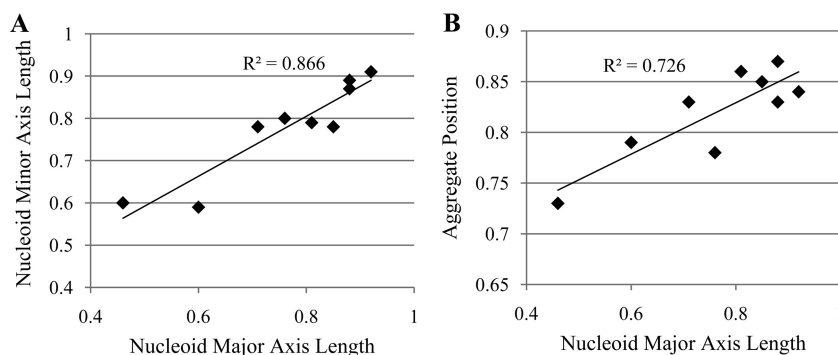 A
Nucleoid Minor Axis Length
1
0.9
0.8
0.7
0.6
0.5
0.4
R² = 0.866
0.4 0.6 0.8 1
Nucleoid Major Axis Length
B
Aggregate Position
0.9
0.85
0.8
0.75
0.7
0.65
R² = 0.726
0.4 0.6 0.8
Nucleoid Major Axis Length